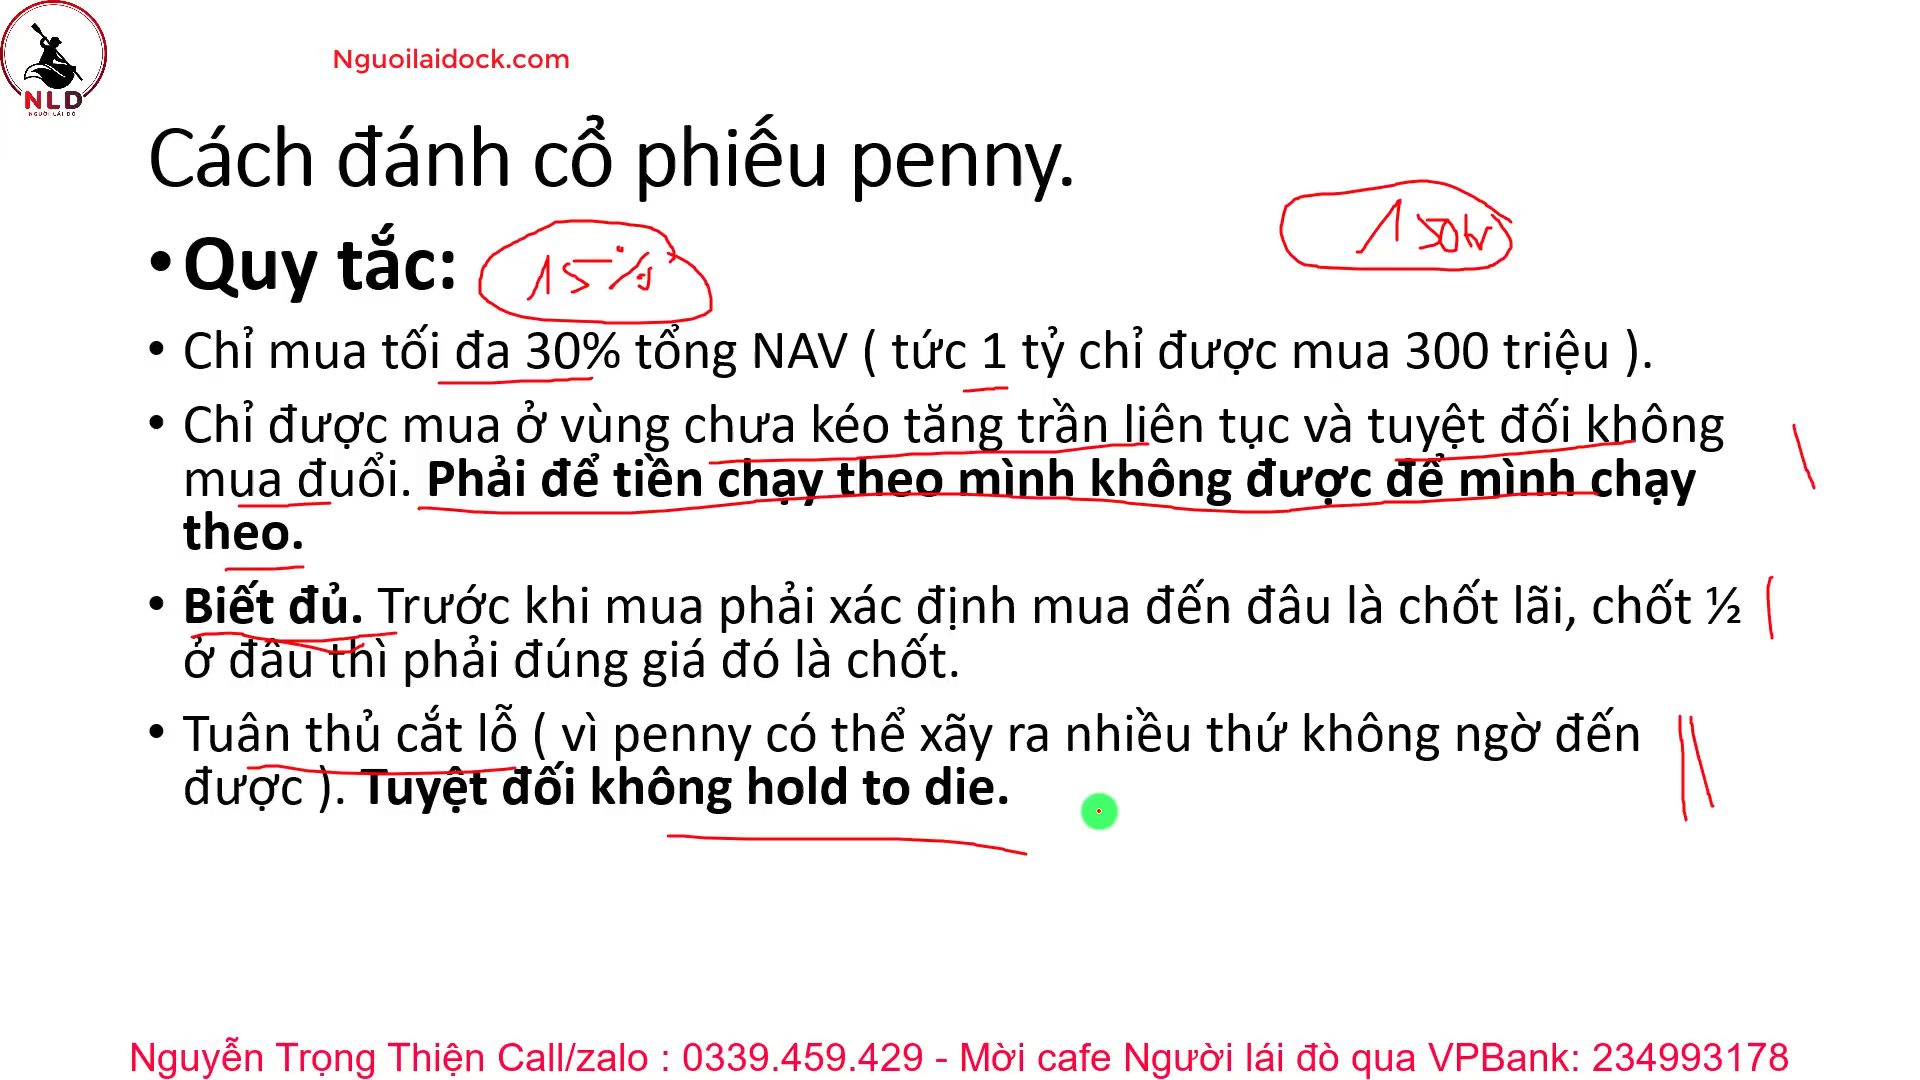 NLD
NGƯỜI LÁI ĐÒ
Nguoilaidock.com
Cách đánh cổ phiếu penny.
150tr
• Quy tắc:
15%
• Chỉ mua tối đa 30% tổng NAV ( tức 1 tỷ chỉ được mua 300 triệu ).
• Chỉ được mua ở vùng chưa kéo tăng trần liên tục và tuyệt đối không
mua đuổi. Phải để tiền chạy theo mình không được để mình chạy
theo.
• Biết đủ. Trước khi mua phải xác định mua đến đâu là chốt lãi, chốt ½
ở đâu thì phải đúng giá đó là chốt.
• Tuân thủ cắt lỗ ( vì penny có thể xãy ra nhiều thứ không ngờ đến
được ). Tuyệt đối không hold to die.
Nguyễn Trọng Thiện Call/zalo : 0339.459.429 - Mời cafe Người lái đò qua VPBank: 234993178